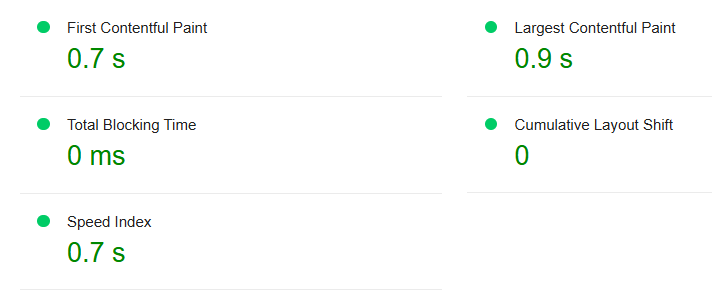 First Contentful Paint
0.7 s
Largest Contentful Paint
0.9 s
Total Blocking Time
0 ms
Cumulative Layout Shift
0
Speed Index
0.7 s